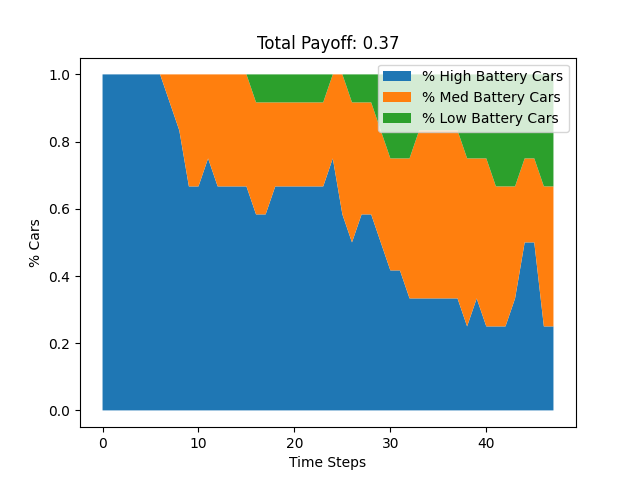 Total Payoff: 0.37
1.0
0.8
0.6
0.4
0.2
0.0
% Cars
% High Battery Cars
% Med Battery Cars
% Low Battery Cars
0 10 20 30 40
Time Steps